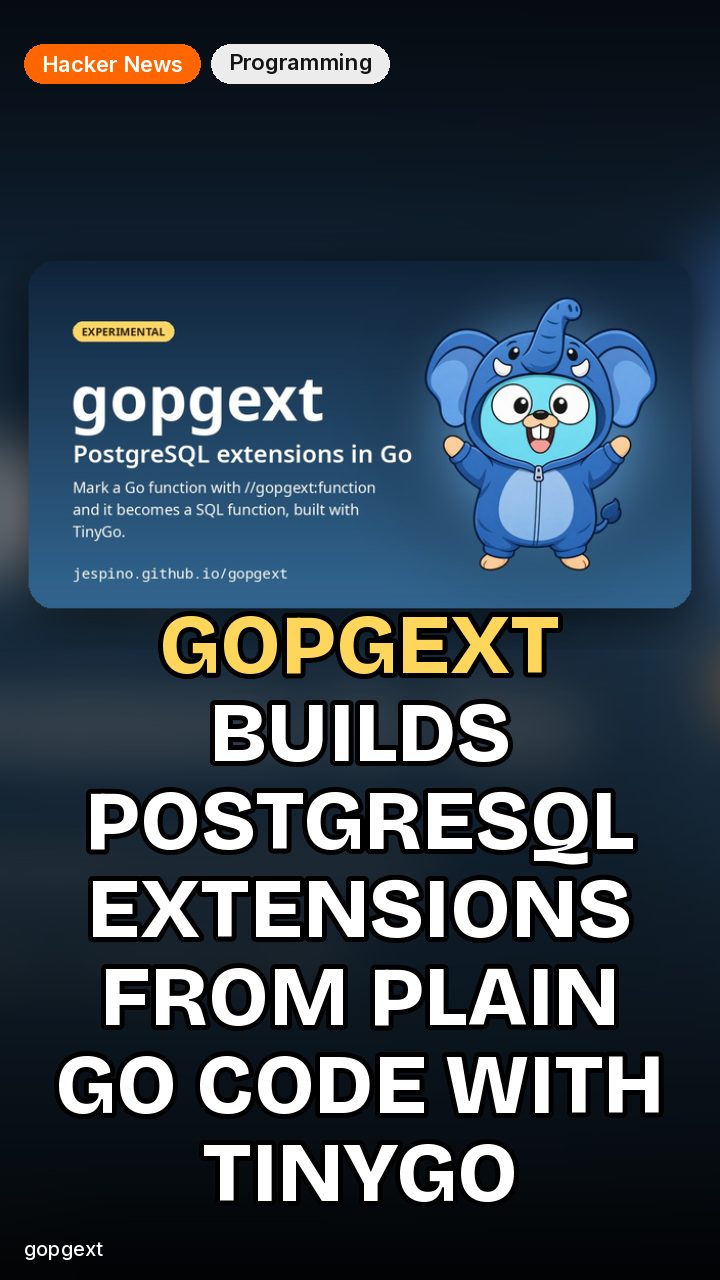 Hacker News
Programming
EXPERIMENTAL
gopgext
PostgreSQL extensions in Go
Mark a Go function with //gopgext:function
and it becomes a SQL function, built with
TinyGo.
jespino.github.io/gopgext
GOPGEXT
BUILDS
POSTGRESQL
EXTENSIONS
FROM PLAIN
GO CODE WITH
TINYGO
gopgext